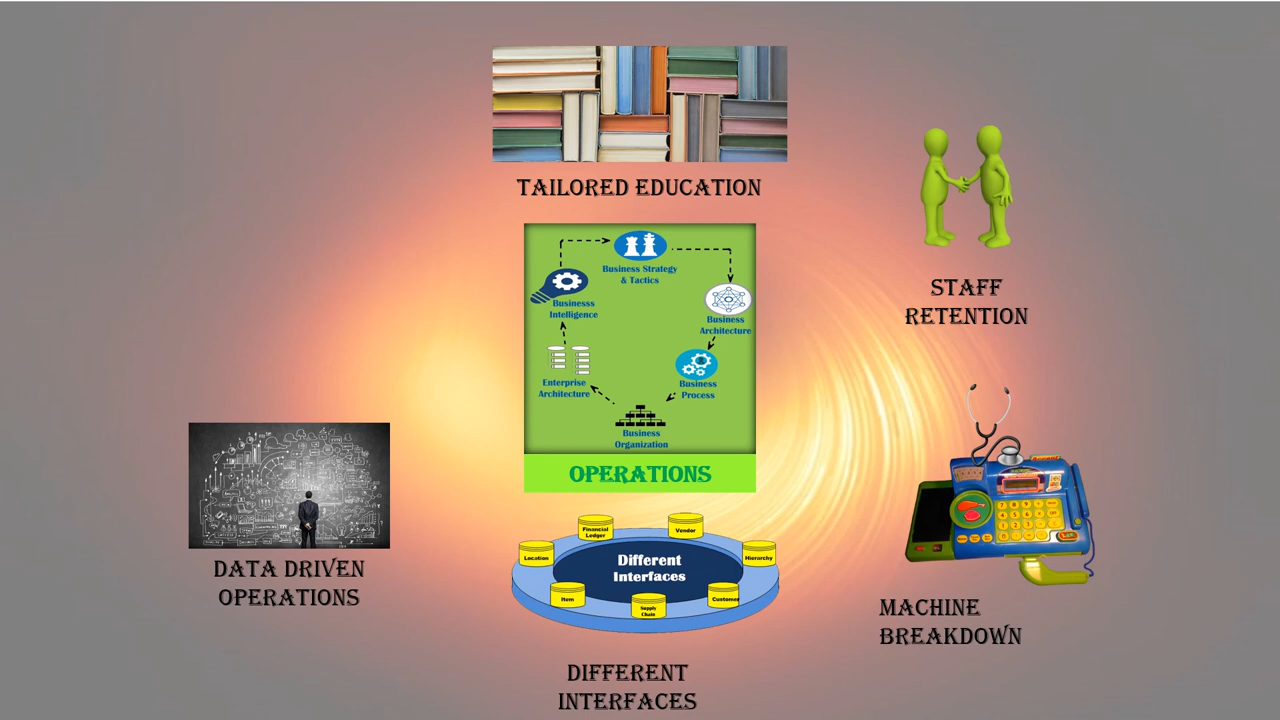 TAILORED EDUCATION
STAFF
RETENTION
Business Strategy
& Tactics
Businesss
Intelligence
Business
Architecture
Enterprise
Architecture
Business
Process
Business
Organization
OPERATIONS
DATA DRIVEN
OPERATIONS
Financial
Ledger
Vendor
Location
Different
Interfaces
Hierarchy
Item
Supply
Chain
Customer
MACHINE
BREAKDOWN
DIFFERENT
INTERFACES